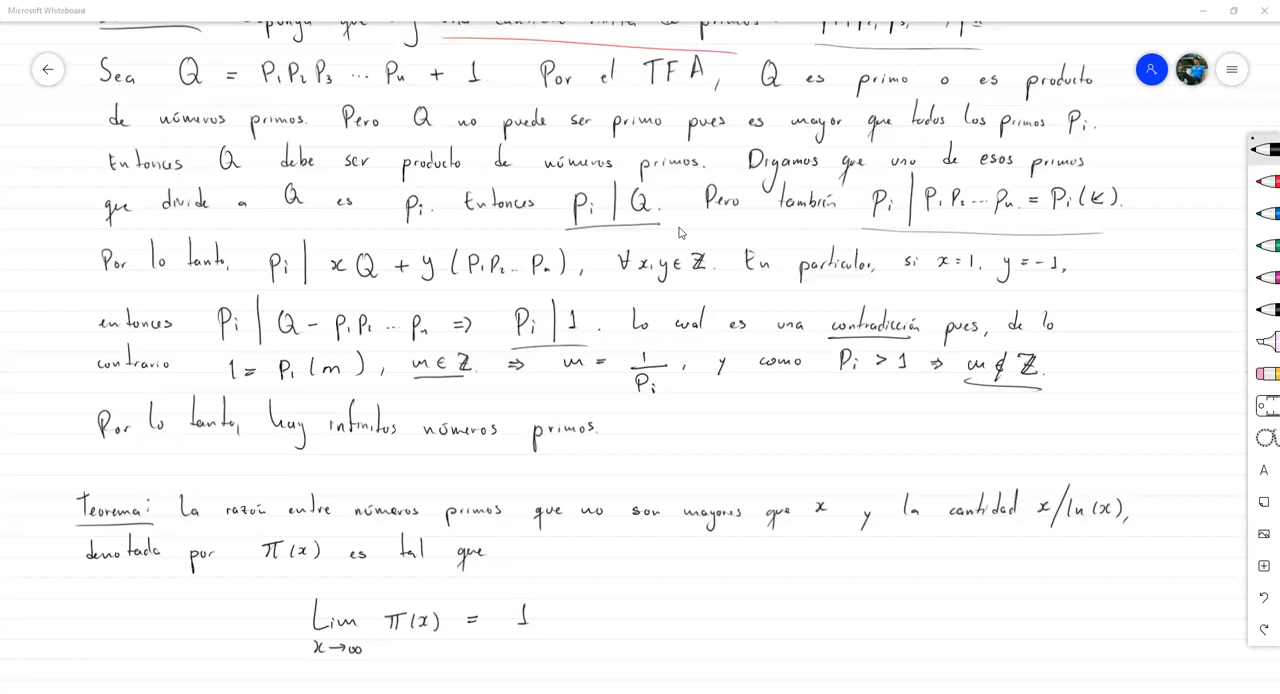 Microsoft Whiteboard
Sea Q = P₁P₂P₃ ... Pₙ + 1. Por el TFA, Q es primo o es producto
de números primos. Pero Q no puede ser primo pues es mayor que todos los primos Pᵢ.
Entonces Q debe ser producto de números primos. Digamos que uno de esos primos
que divide a Q es Pᵢ. Entonces Pᵢ | Q. Pero también Pᵢ | P₁P₂...Pₙ = Pᵢ(k).
Por lo tanto, Pᵢ | xQ + y(P₁P₂...Pₙ), ∀x,y ∈ ℤ. En particular, si x=1, y=-1,
entonces Pᵢ | Q - P₁P₂...Pₙ => Pᵢ | 1. Lo cual es una contradicción pues, de lo
contrario 1 = Pᵢ(m), m ∈ ℤ. ⇒ m = 1/Pᵢ, y como Pᵢ > 1 ⇒ m ∉ ℤ.
Por lo tanto, hay infinitos números primos.
Teorema: La razón entre números primos que no son mayores que x y la cantidad x/ln(x),
denotada por π(x) es tal que
Lim π(x) = 1
x→∞
A